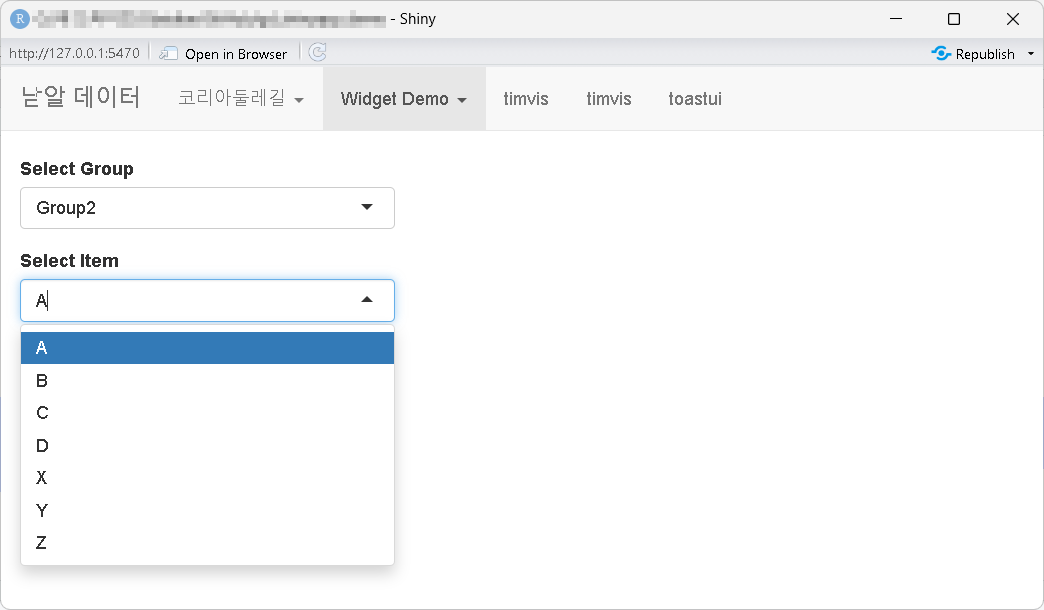 R - Shiny
http://127.0.0.1:5470 Open in Browser Republish
낟알 데이터 코리아둘레길 Widget Demo timvis timvis toastui
Select Group
Group2
Select Item
A
A
B
C
D
X
Y
Z